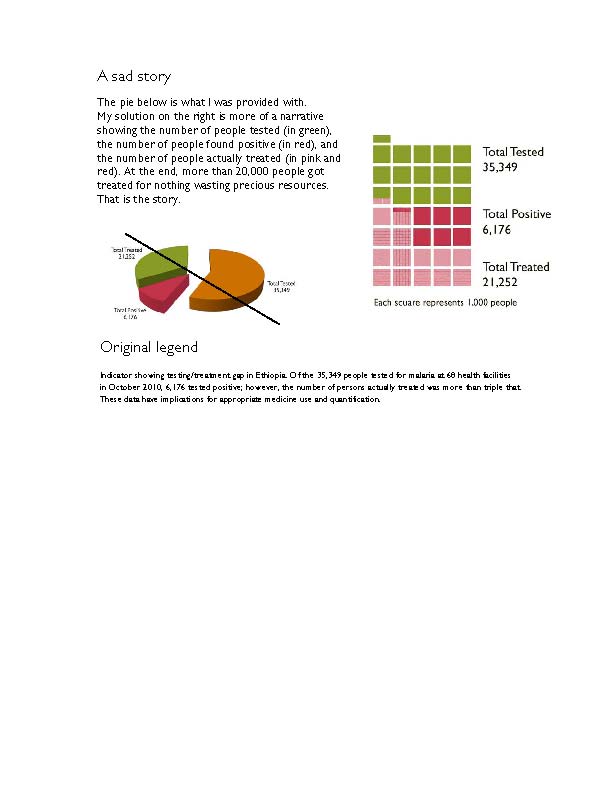 A sad story
The pie below is what I was provided with.
My solution on the right is more of a narrative
showing the number of people tested (in green),
the number of people found positive (in red), and
the number of people actually treated (in pink and
red). At the end, more than 20,000 people got
treated for nothing wasting precious resources.
That is the story.
Total Tested
35,349
Total Positive
6,176
Total Treated
21,252
Each square represents 1,000 people
Total Treated
21,252
Total Tested
35,349
Total Positive
6,176
Original legend
Indicator showing testing/treatment gap in Ethiopia. Of the 35,349 people tested for malaria at 68 health facilities
in October 2010, 6,176 tested positive; however, the number of persons actually treated was more than triple that.
These data have implications for appropriate medicine use and quantification.